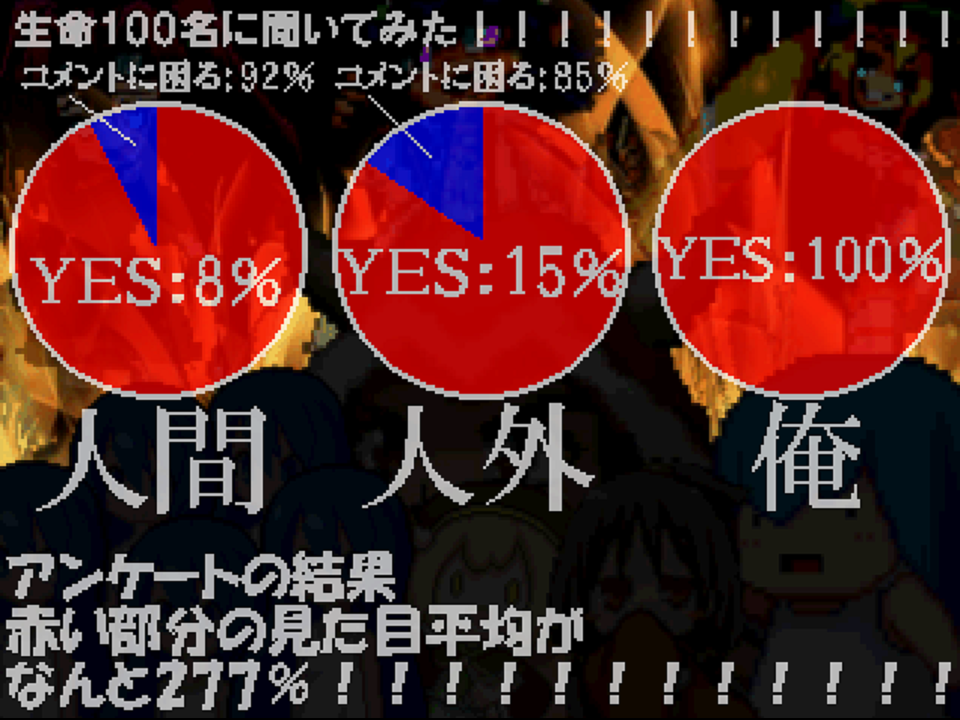 生命100名に聞いてみた！！！！！！！！！！！！
コメントに困る:92% コメントに困る:85%
YES:8% YES:15% YES:100%
人間 人外 俺
アンケートの結果
赤い部分の見た目平均が
なんと277%！！！！！！！！！！！！